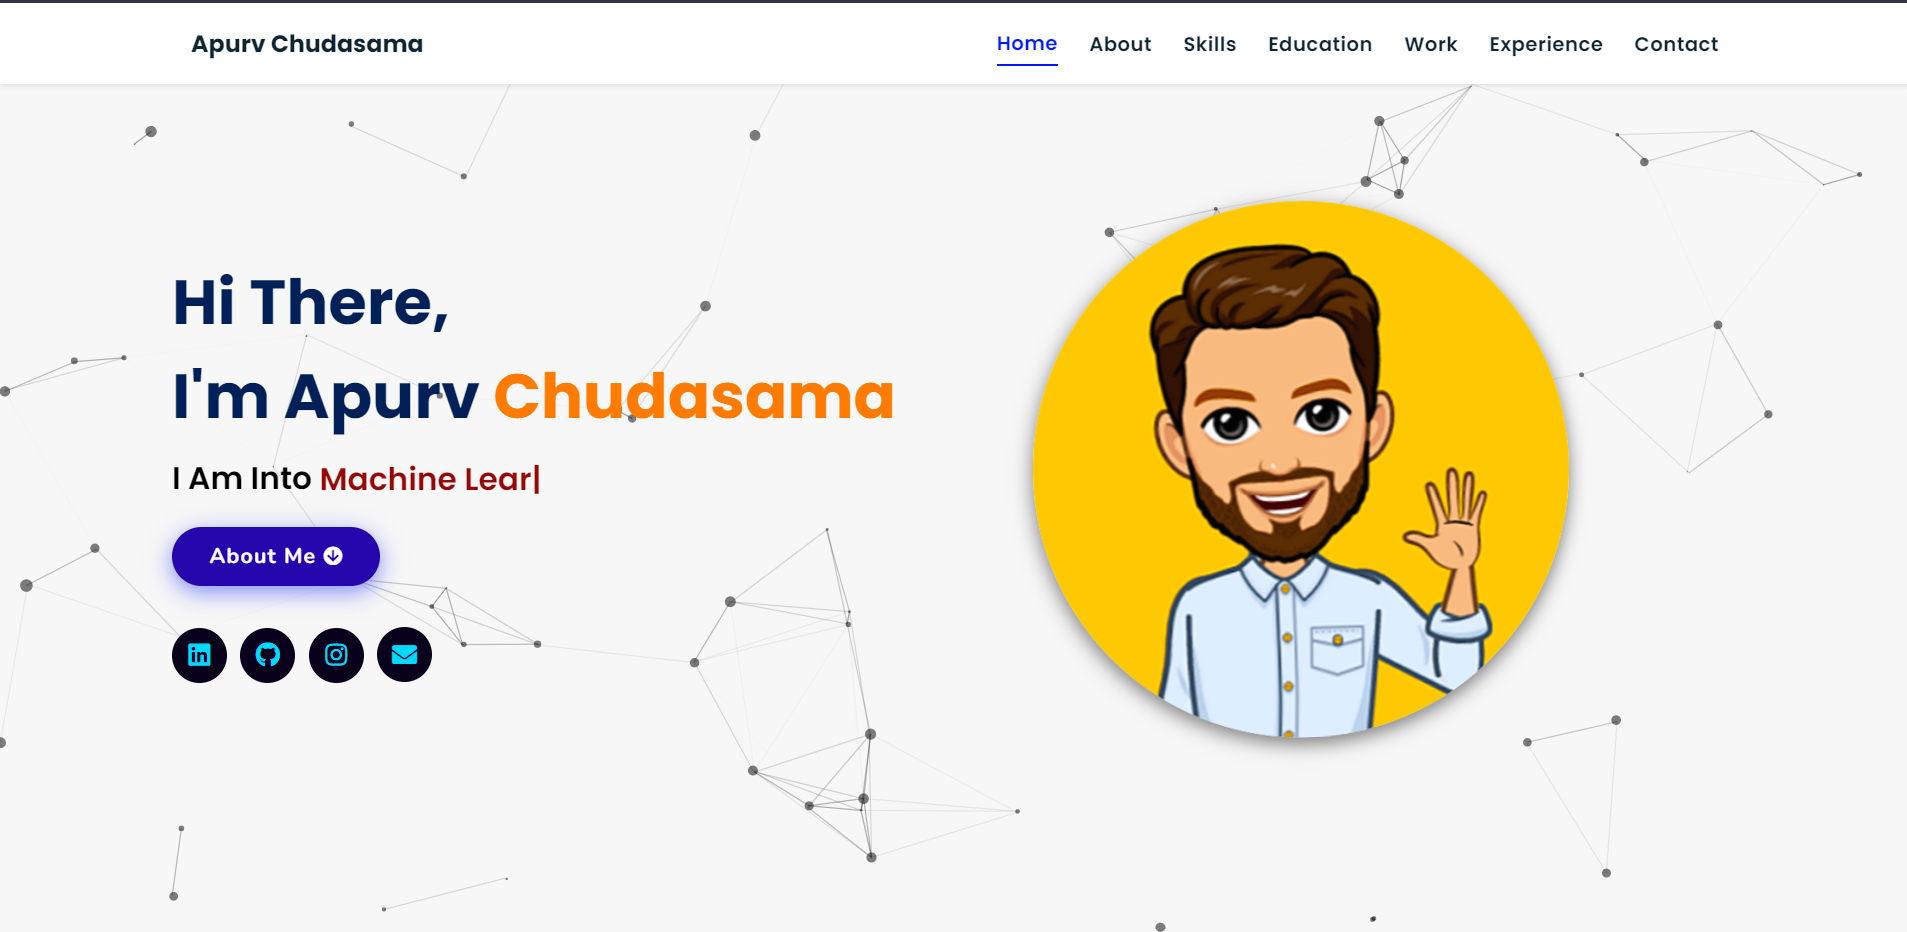 Apurv Chudasama
Home About Skills Education Work Experience Contact
Hi There,
I'm Apurv Chudasama
I Am Into Machine Lear|
About Me